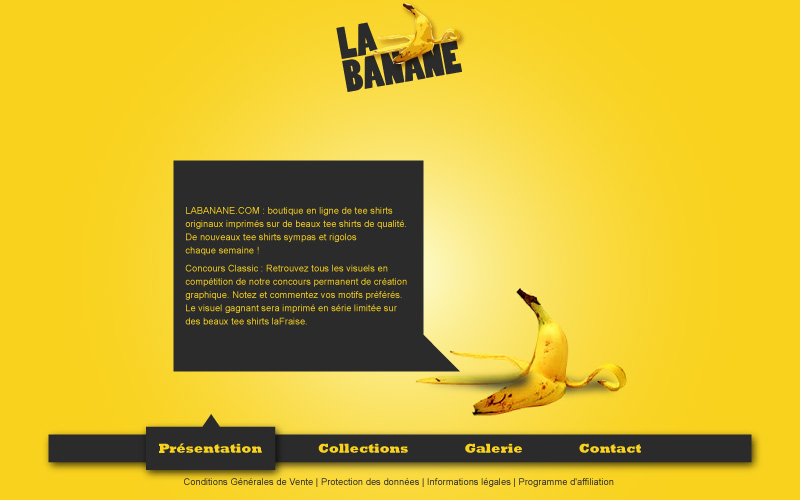 LA
BANANE
LABANANE.COM : boutique en ligne de tee shirts
originaux imprimés sur de beaux tee shirts de qualité.
De nouveaux tee shirts sympas et rigolos
chaque semaine !
Concours Classic : Retrouvez tous les visuels en
compétition de notre concours permanent de création
graphique. Notez et commentez vos motifs préférés.
Le visuel gagnant sera imprimé en série limitée sur
des beaux tee shirts laFraise.
Présentation Collections Galerie Contact
Conditions Générales de Vente | Protection des données | Informations légales | Programme d'affiliation